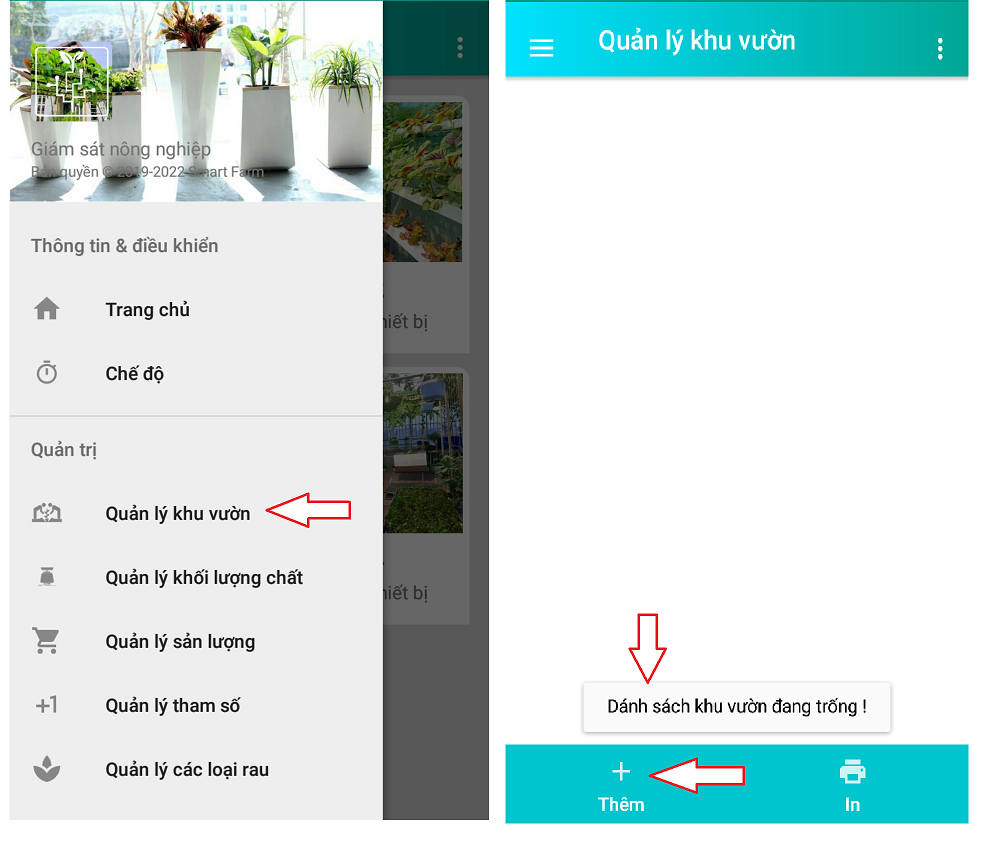 Giám sát nông nghiệp
Bản quyền © 2019-2022 Smart Farm
Thông tin & điều khiển
Trang chủ
Chế độ
Quản trị
Quản lý khu vườn
Quản lý khối lượng chất
Quản lý sản lượng
+1
Quản lý tham số
Quản lý các loại rau
bị
bị
Quản lý khu vườn
Dánh sách khu vườn đang trống !
Thêm
In